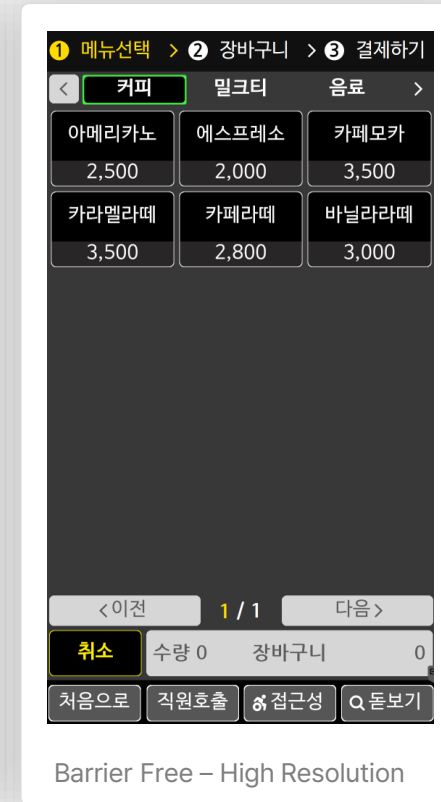 1 메뉴선택 > 2 장바구니 > 3 결제하기
< 커피 밀크티 음료 >
아메리카노 에스프레소 카페모카
2,500 2,000 3,500
카라멜라떼 카페라떼 바닐라라떼
3,500 2,800 3,000
<이전 1 / 1 다음>
취소 수량 0 장바구니 0
처음으로 직원호출 접근성 돋보기
Barrier Free – High Resolution